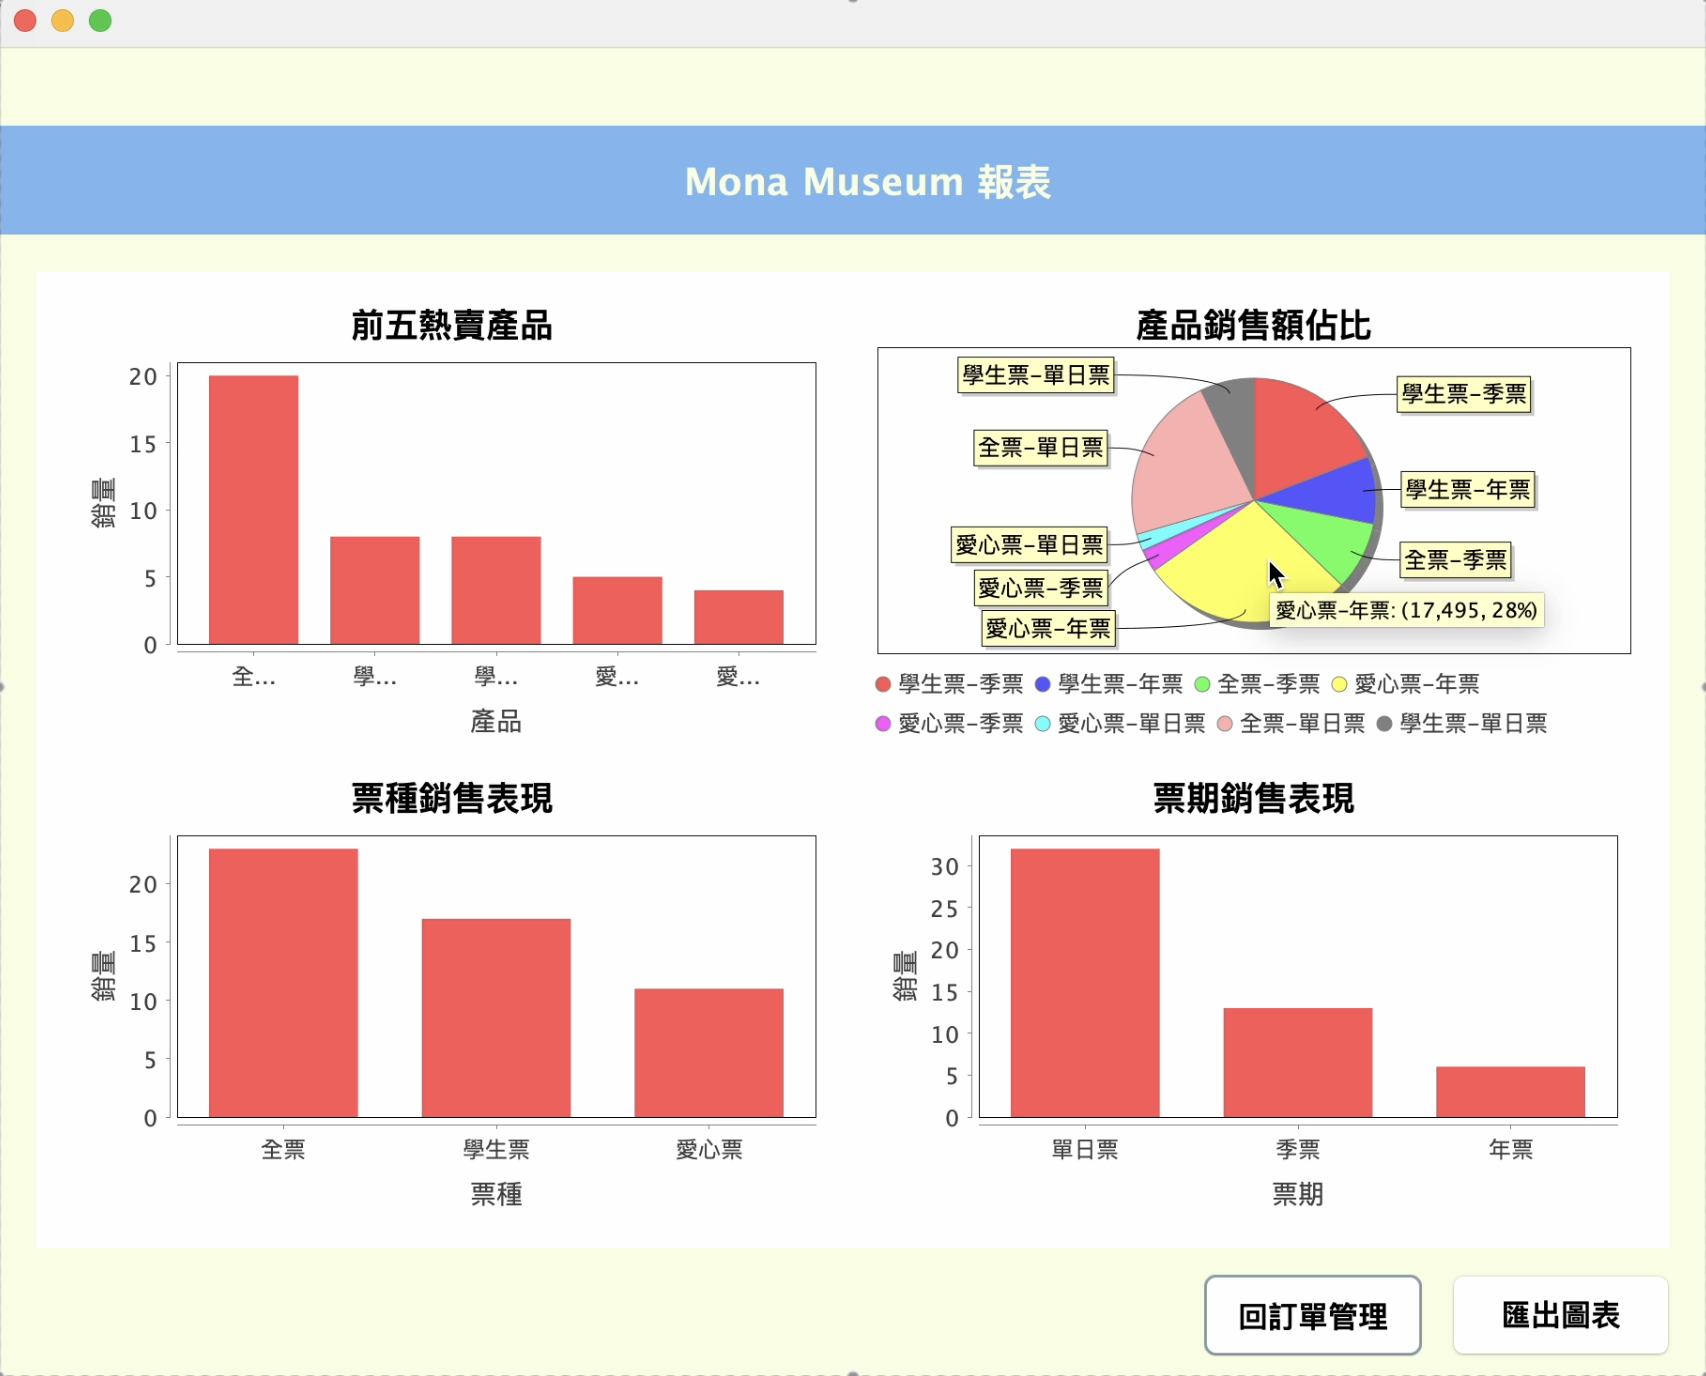 Mona Museum 報表
前五熱賣產品
銷量
20
15
10
5
0
全...
學...
學...
愛...
愛...
產品
產品銷售額佔比
學生票-單日票
學生票-季票
全票-單日票
學生票-年票
愛心票-單日票
全票-季票
愛心票-季票
愛心票-年票: (17,495, 28%)
愛心票-年票
學生票-季票 學生票-年票 全票-季票 愛心票-年票
愛心票-季票 愛心票-單日票 全票-單日票 學生票-單日票
票種銷售表現
銷量
20
15
10
5
0
全票
學生票
愛心票
票種
票期銷售表現
銷量
30
25
20
15
10
5
0
單日票
季票
年票
票期
回訂單管理
匯出圖表